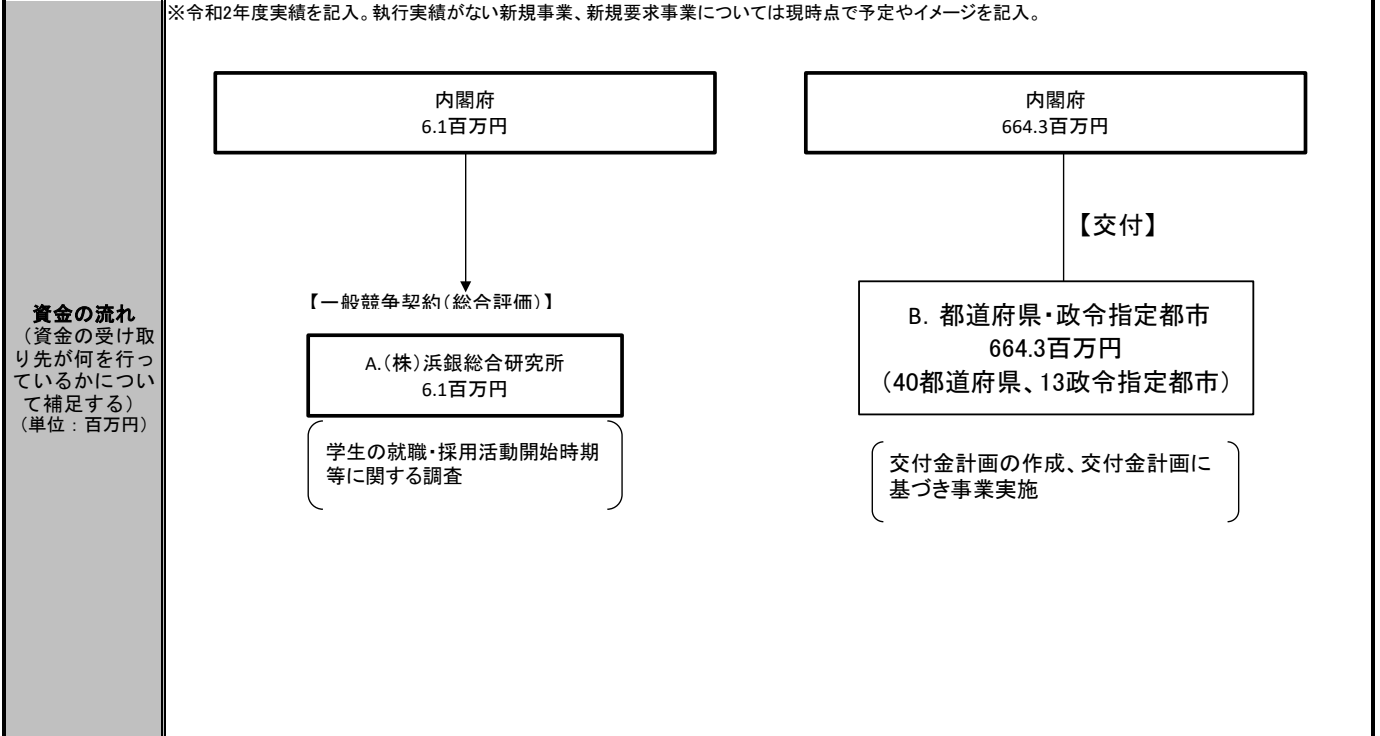 ※令和2年度実績を記入。執行実績がない新規事業、新規要求事業については現時点で予定やイメージを記入。
資金の流れ
（資金の受け取
り先が何を行っ
ているかについ
て補足する）
（単位：百万円）
内閣府
6.1百万円
【一般競争契約（総合評価）】
A.（株）浜銀総合研究所
6.1百万円
学生の就職・採用活動開始時期
等に関する調査
内閣府
664.3百万円
【交付】
B. 都道府県・政令指定都市
664.3百万円
（40都道府県、13政令指定都市）
交付金計画の作成、交付金計画に
基づき事業実施